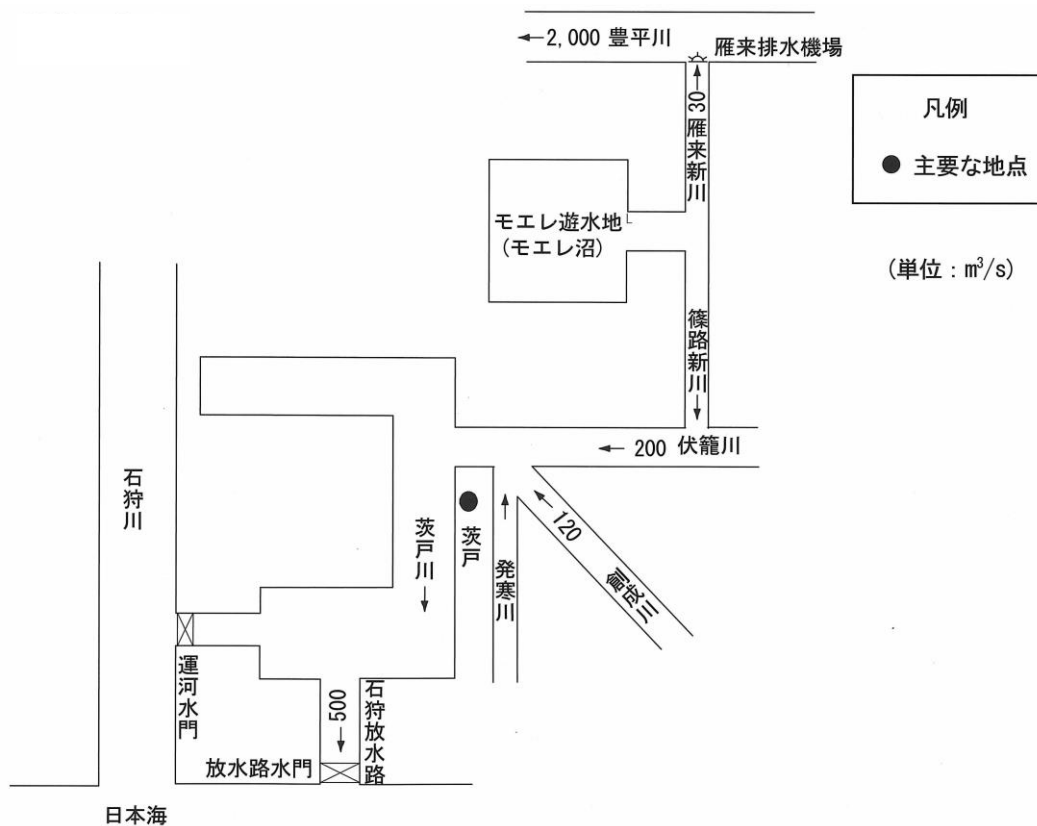 ←2,000 豊平川
雁来排水機場
凡例
● 主要な地点
(単位：m³/s)
30
雁来新川
モエレ遊水地
(モエレ沼)
篠路新川
← 200 伏籠川
石狩川
茨戸川
茨戸
発寒川
←120
創成川
運河水門
500
石狩放水路
放水路水門
日本海